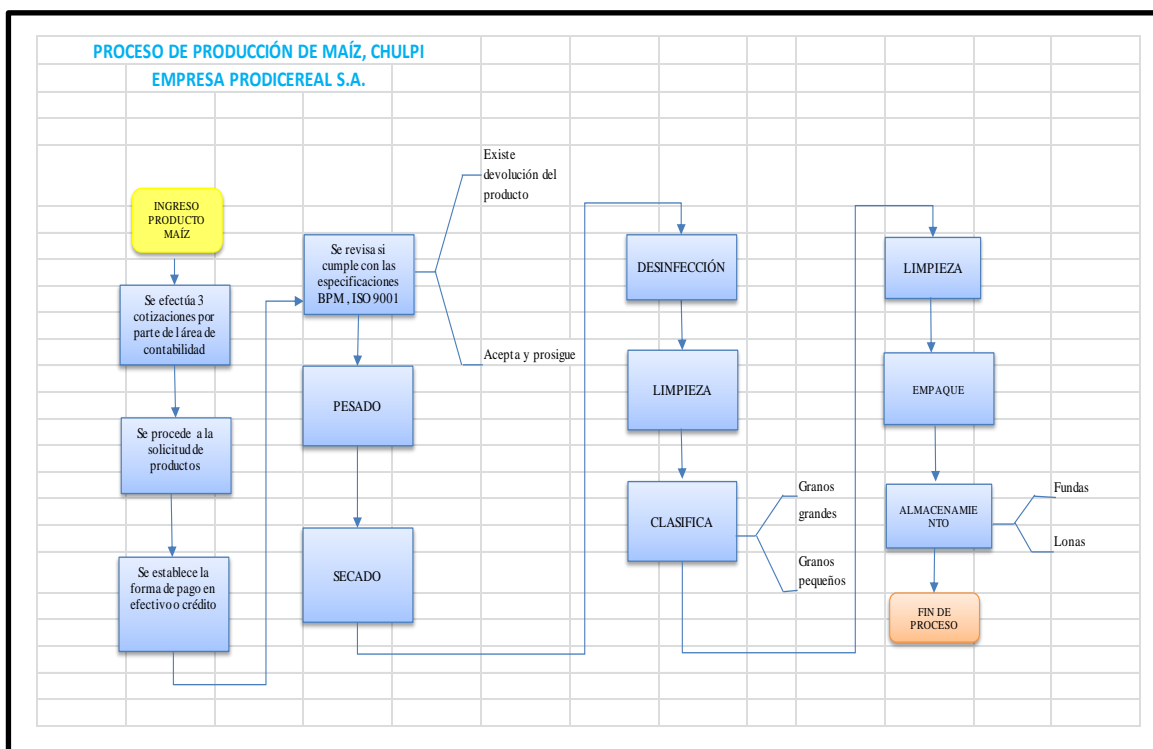 PROCESO DE PRODUCCIÓN DE MAÍZ, CHULPI
EMPRESA PRODICEREAL S.A.
INGRESO
PRODUCTO
MAÍZ
Se efectúa 3
cotizaciones por
parte de l área de
contabilidad
Se procede a la
solicitud de
productos
Se establece la
forma de pago en
efectivo o crédito
Se revisa si
cumple con las
especificaciones
BPM , ISO 9001
Existe
devolución del
producto
Acepta y prosigue
PESADO
SECADO
DESINFECCIÓN
LIMPIEZA
CLASIFICA
Granos
grandes
Granos
pequeños
LIMPIEZA
EMPAQUE
ALMACENAMIE
NTO
Fundas
Lonas
FIN DE
PROCESO